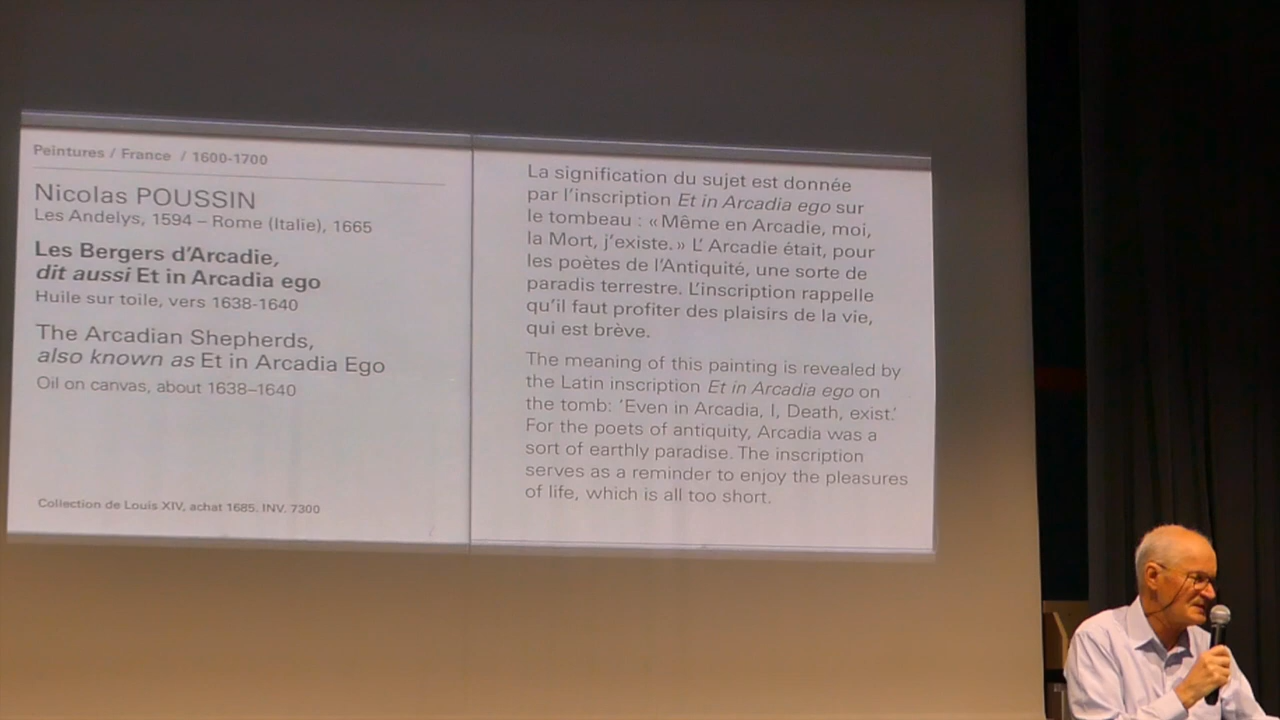 Peintures / France / 1600-1700
Nicolas POUSSIN
Les Andelys, 1594 – Rome (Italie), 1665
Les Bergers d'Arcadie,
dit aussi Et in Arcadia ego
Huile sur toile, vers 1638-1640
The Arcadian Shepherds,
also known as Et in Arcadia Ego
Oil on canvas, about 1638–1640
Collection de Louis XIV, achat 1685. INV. 7300
La signification du sujet est donnée
par l'inscription Et in Arcadia ego sur
le tombeau : « Même en Arcadie, moi,
la Mort, j'existe. » L' Arcadie était, pour
les poètes de l'Antiquité, une sorte de
paradis terrestre. L'inscription rappelle
qu'il faut profiter des plaisirs de la vie,
qui est brève.
The meaning of this painting is revealed by
the Latin inscription Et in Arcadia ego on
the tomb: 'Even in Arcadia, I, Death, exist.'
For the poets of antiquity, Arcadia was a
sort of earthly paradise. The inscription
serves as a reminder to enjoy the pleasures
of life, which is all too short.